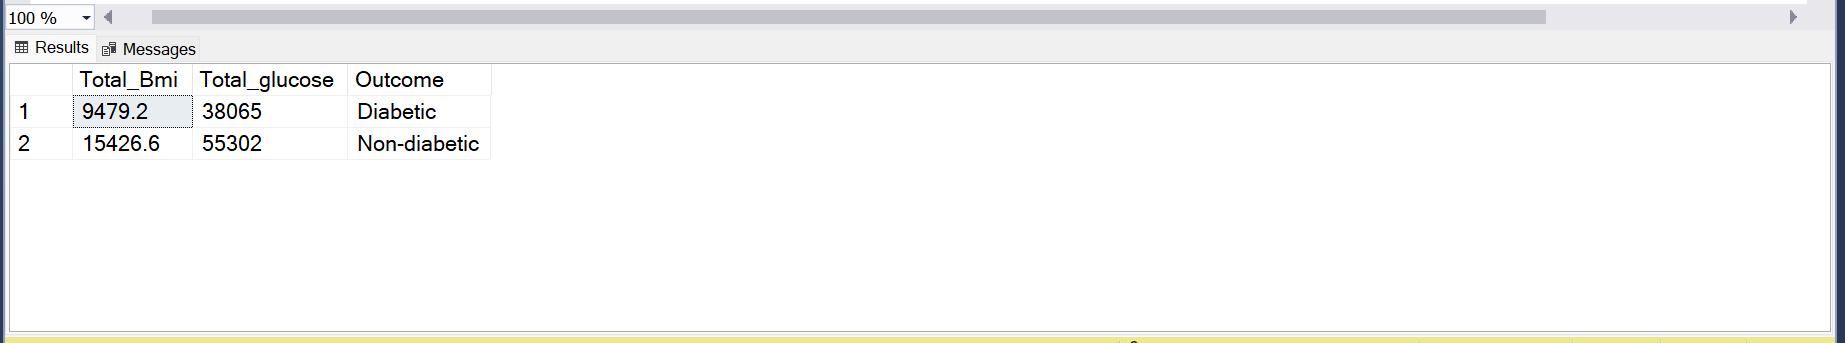 100 %
Results Messages
Total_Bmi Total_glucose Outcome
1 9479.2 38065 Diabetic
2 15426.6 55302 Non-diabetic